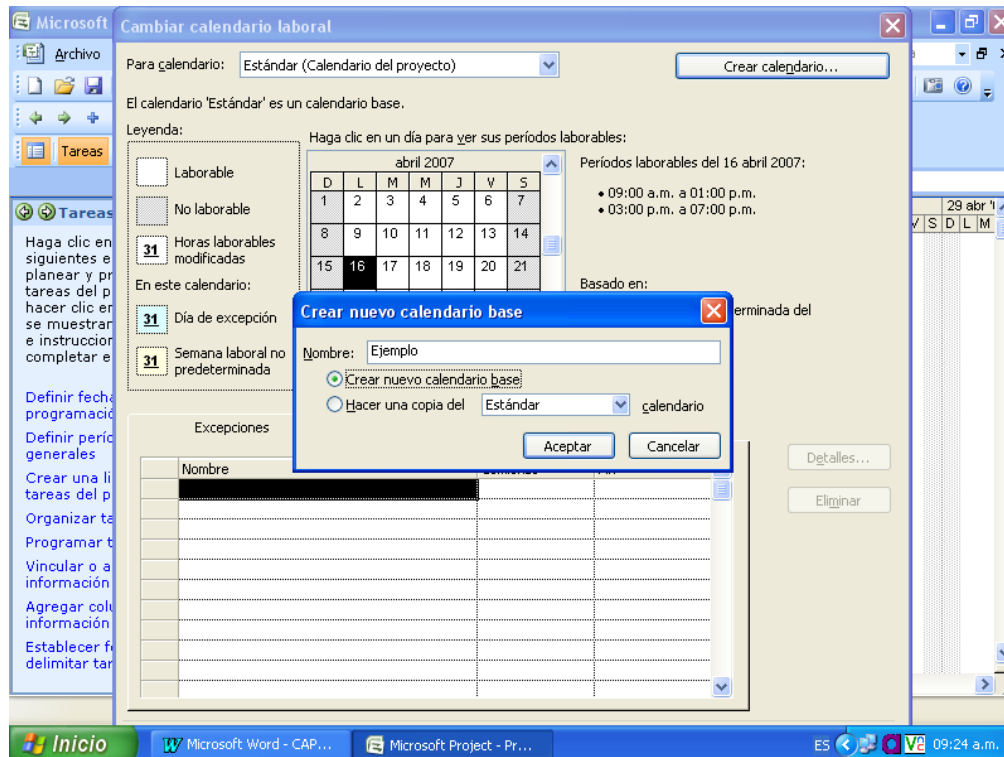 Microsoft
Cambiar calendario laboral
Archivo
Para calendario: Estándar (Calendario del proyecto)
Crear calendario...
El calendario 'Estándar' es un calendario base.
Leyenda:
Haga clic en un día para ver sus períodos laborables:
Laborable
No laborable
31 Horas laborables modificadas
En este calendario:
31 Día de excepción
31 Semana laboral no predeterminada
abril 2007
D L M M J V S
1 2 3 4 5 6 7
8 9 10 11 12 13 14
15 16 17 18 19 20 21
Períodos laborables del 16 abril 2007:
• 09:00 a.m. a 01:00 p.m.
• 03:00 p.m. a 07:00 p.m.
Basado en:
erminada del
Tareas
Tareas
Haga clic en
siguientes e
planear y pr
tareas del p
hacer clic en
se muestran
e instruccion
completar e
Definir fecha
programació
Definir períc
generales
Crear una li
tareas del p
Organizar ta
Programar t
Vincular o a
información
Agregar colu
información
Establecer f
delimitar tar
29 abr '
V S D L M
Crear nuevo calendario base
Nombre: Ejemplo
Crear nuevo calendario base
Hacer una copia del Estándar calendario
Aceptar Cancelar
Excepciones
Nombre
Detalles...
Eliminar
Inicio
Microsoft Word - CAP...
Microsoft Project - Pr...
ES
09:24 a.m.